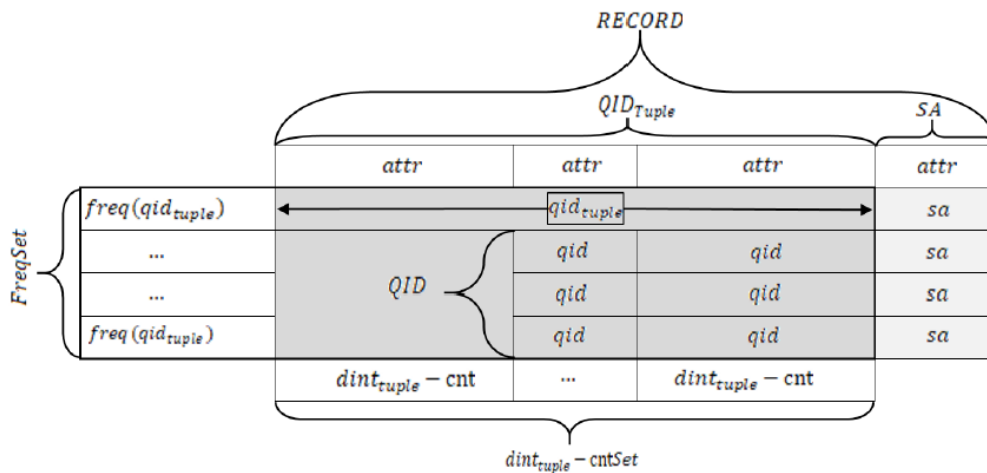 RECORD
QID_Tuple SA
attr attr attr attr
freq(qid_tuple) qid_tuple sa
... qid qid sa
FreqSet QID
... qid qid sa
freq(qid_tuple) qid qid sa
dint_tuple − cnt ... dint_tuple − cnt
dint_tuple − cntSet